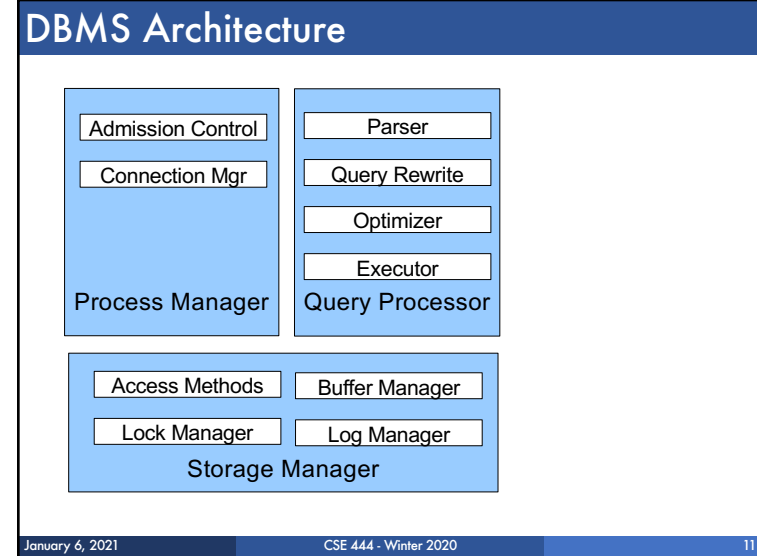 DBMS Architecture
Admission Control
Connection Mgr
Process Manager
Parser
Query Rewrite
Optimizer
Executor
Query Processor
Access Methods
Buffer Manager
Lock Manager
Log Manager
Storage Manager
January 6, 2021
CSE 444 - Winter 2020
11